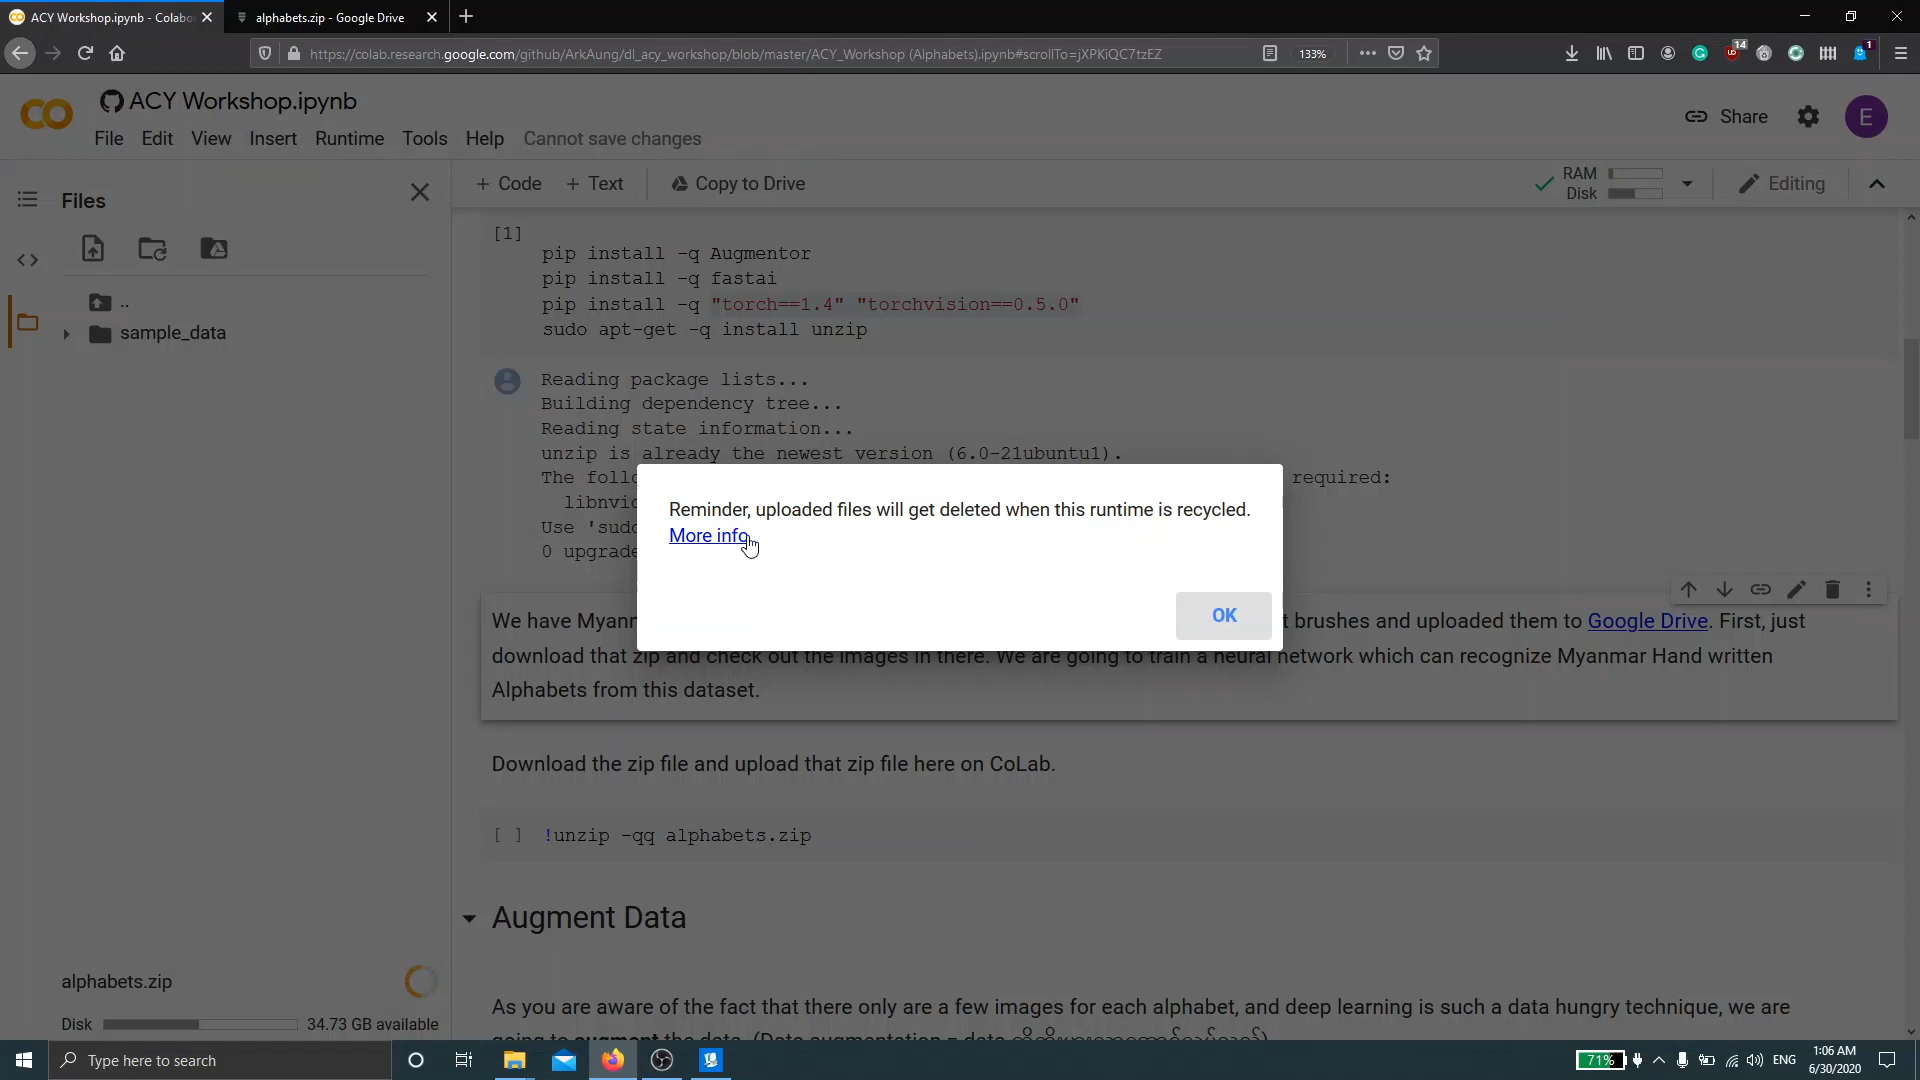 ACY Workshop.ipynb - Colabo
alphabets.zip - Google Drive
https://colab.research.google.com/github/ArkAung/dl_acy_workshop/blob/master/ACY_Workshop (Alphabets).ipynb#scrollTo=jXPKiQC7tzEZ
133%
14
1
ACY Workshop.ipynb
Share
E
File Edit View Insert Runtime Tools Help Cannot save changes
Files
+ Code + Text Copy to Drive
RAM
Disk
Editing
..
sample_data
[1]
pip install -q Augmentor
pip install -q fastai
pip install -q "torch==1.4" "torchvision==0.5.0"
sudo apt-get -q install unzip
Reading package lists...
Building dependency tree...
Reading state information...
unzip is already the newest version (6.0-21ubuntu1).
The required:
Use
0
Reminder, uploaded files will get deleted when this runtime is recycled.
More info
OK
We have brushes and uploaded them to Google Drive. First, just
download that zip and check out the images in there. We are going to train a neural network which can recognize Myanmar Hand written
Alphabets from this dataset.
Download the zip file and upload that zip file here on CoLab.
[ ] !unzip -qq alphabets.zip
Augment Data
As you are aware of the fact that there only are a few images for each alphabet, and deep learning is such a data hungry technique, we are
alphabets.zip
Disk 34.73 GB available
Type here to search
71%
ENG
1:06 AM
6/30/2020